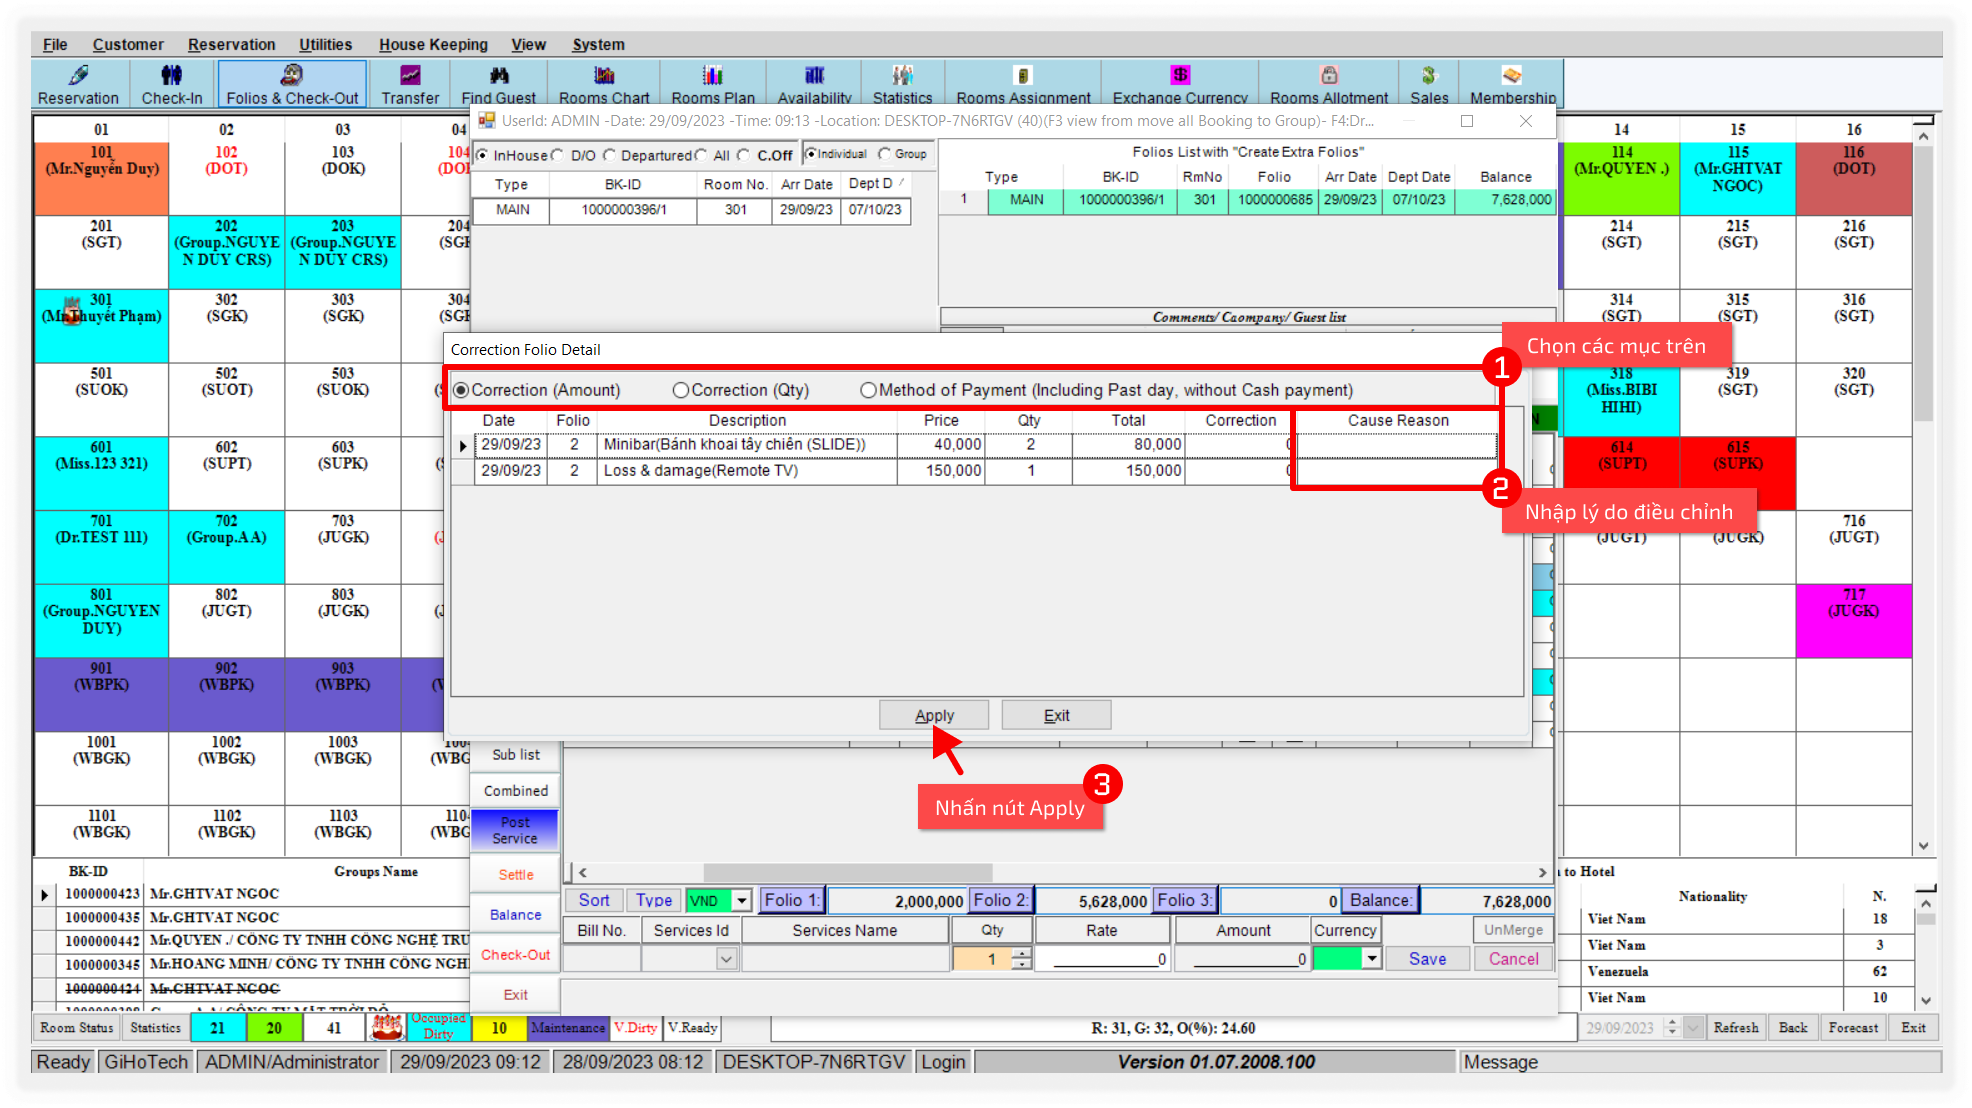 File Customer Reservation Utilities House Keeping View System
Reservation Check-In Folios & Check-Out Transfer Find Guest Rooms Chart Rooms Plan Availability Statistics Rooms Assignment Exchange Currency Rooms Allotment Sales Membership
UserId: ADMIN -Date: 29/09/2023 -Time: 09:13 -Location: DESKTOP-7N6RTGV (40)(F3 view from move all Booking to Group)- F4:Dr...
InHouse D/O Departured All C.Off Individual Group
Type BK-ID Room No. Arr Date Dept D
MAIN 1000000396/1 301 29/09/23 07/10/23
Folios List with "Create Extra Folios"
Type BK-ID RmNo Folio Arr Date Dept Date Balance
1 MAIN 1000000396/1 301 1000000685 29/09/23 07/10/23 7,628,000
Comments/ Caompany/ Guest list
01 02 03 04 14 15 16
101 102 103 104 114 115 116
(Mr.Nguyễn Duy) (DOT) (DOK) (Mr.QUYEN .) (Mr.GHTVAT NGOC) (DOT)
201 202 203 204 214 215 216
(SGT) (Group.NGUYEN DUY CRS) (Group.NGUYEN DUY CRS) (SGT) (SGT) (SGT)
301 302 303 304 314 315 316
(SGK) (SGK) (SGT) (SGT) (SGT)
501 502 503 318 319 320
(SUOK) (SUOT) (SUOK) (Miss.BIBI HIHI) (SGT) (SGT)
601 602 603 614 615
(Miss.123 321) (SUPT) (SUPK) (SUPT) (SUPK)
701 702 703 716
(Dr.TEST 111) (Group.AA) (JUGK) (JUGT) (JUGK) (JUGT)
801 802 803 717
(Group.NGUYEN DUY) (JUGT) (JUGK) (JUGK)
901 902 903
(WBPK) (WBPK) (WBPK)
1001 1002 1003
(WBGK) (WBGK) (WBGK)
1101 1102 1103
(WBGK) (WBGK) (WBGK)
Correction Folio Detail
Correction (Amount) Correction (Qty) Method of Payment (Including Past day, without Cash payment)
Date Folio Description Price Qty Total Correction Cause Reason
29/09/23 2 Minibar(Bánh khoai tây chiên (SLIDE)) 40,000 2 80,000 0
29/09/23 2 Loss & damage(Remote TV) 150,000 1 150,000 0
Apply Exit
1
Chọn các mục trên
2
Nhập lý do điều chỉnh
3
Nhấn nút Apply
Sub list
Combined
Post
Service
Settle
Balance
Check-Out
Exit
Sort Type VND Folio 1: 2,000,000 Folio 2: 5,628,000 Folio 3: 0 Balance: 7,628,000
Bill No. Services Id Services Name Qty Rate Amount Currency UnMerge
1 0 0 Save Cancel
BK-ID Groups Name
1000000423 Mr.GHTVAT NGOC
1000000435 Mr.GHTVAT NGOC
1000000442 Mr.QUYEN ./ CÔNG TY TNHH CÔNG NGHỆ TRU
1000000345 Mr.HOANG MINH/ CÔNG TY TNHH CÔNG NGH
1000000424 Mr.GHTVAT NGOC
to Hotel
Nationality N.
Viet Nam 18
Viet Nam 3
Venezuela 62
Viet Nam 10
Room Status Statistics 21 20 41 Occupied Dirty 10 Maintenance V.Dirty V.Ready
R: 31, G: 32, O(%): 24.60
29/09/2023 Refresh Back Forecast Exit
Ready GiHoTech ADMIN/Administrator 29/09/2023 09:12 28/09/2023 08:12 DESKTOP-7N6RTGV Login Version 01.07.2008.100 Message